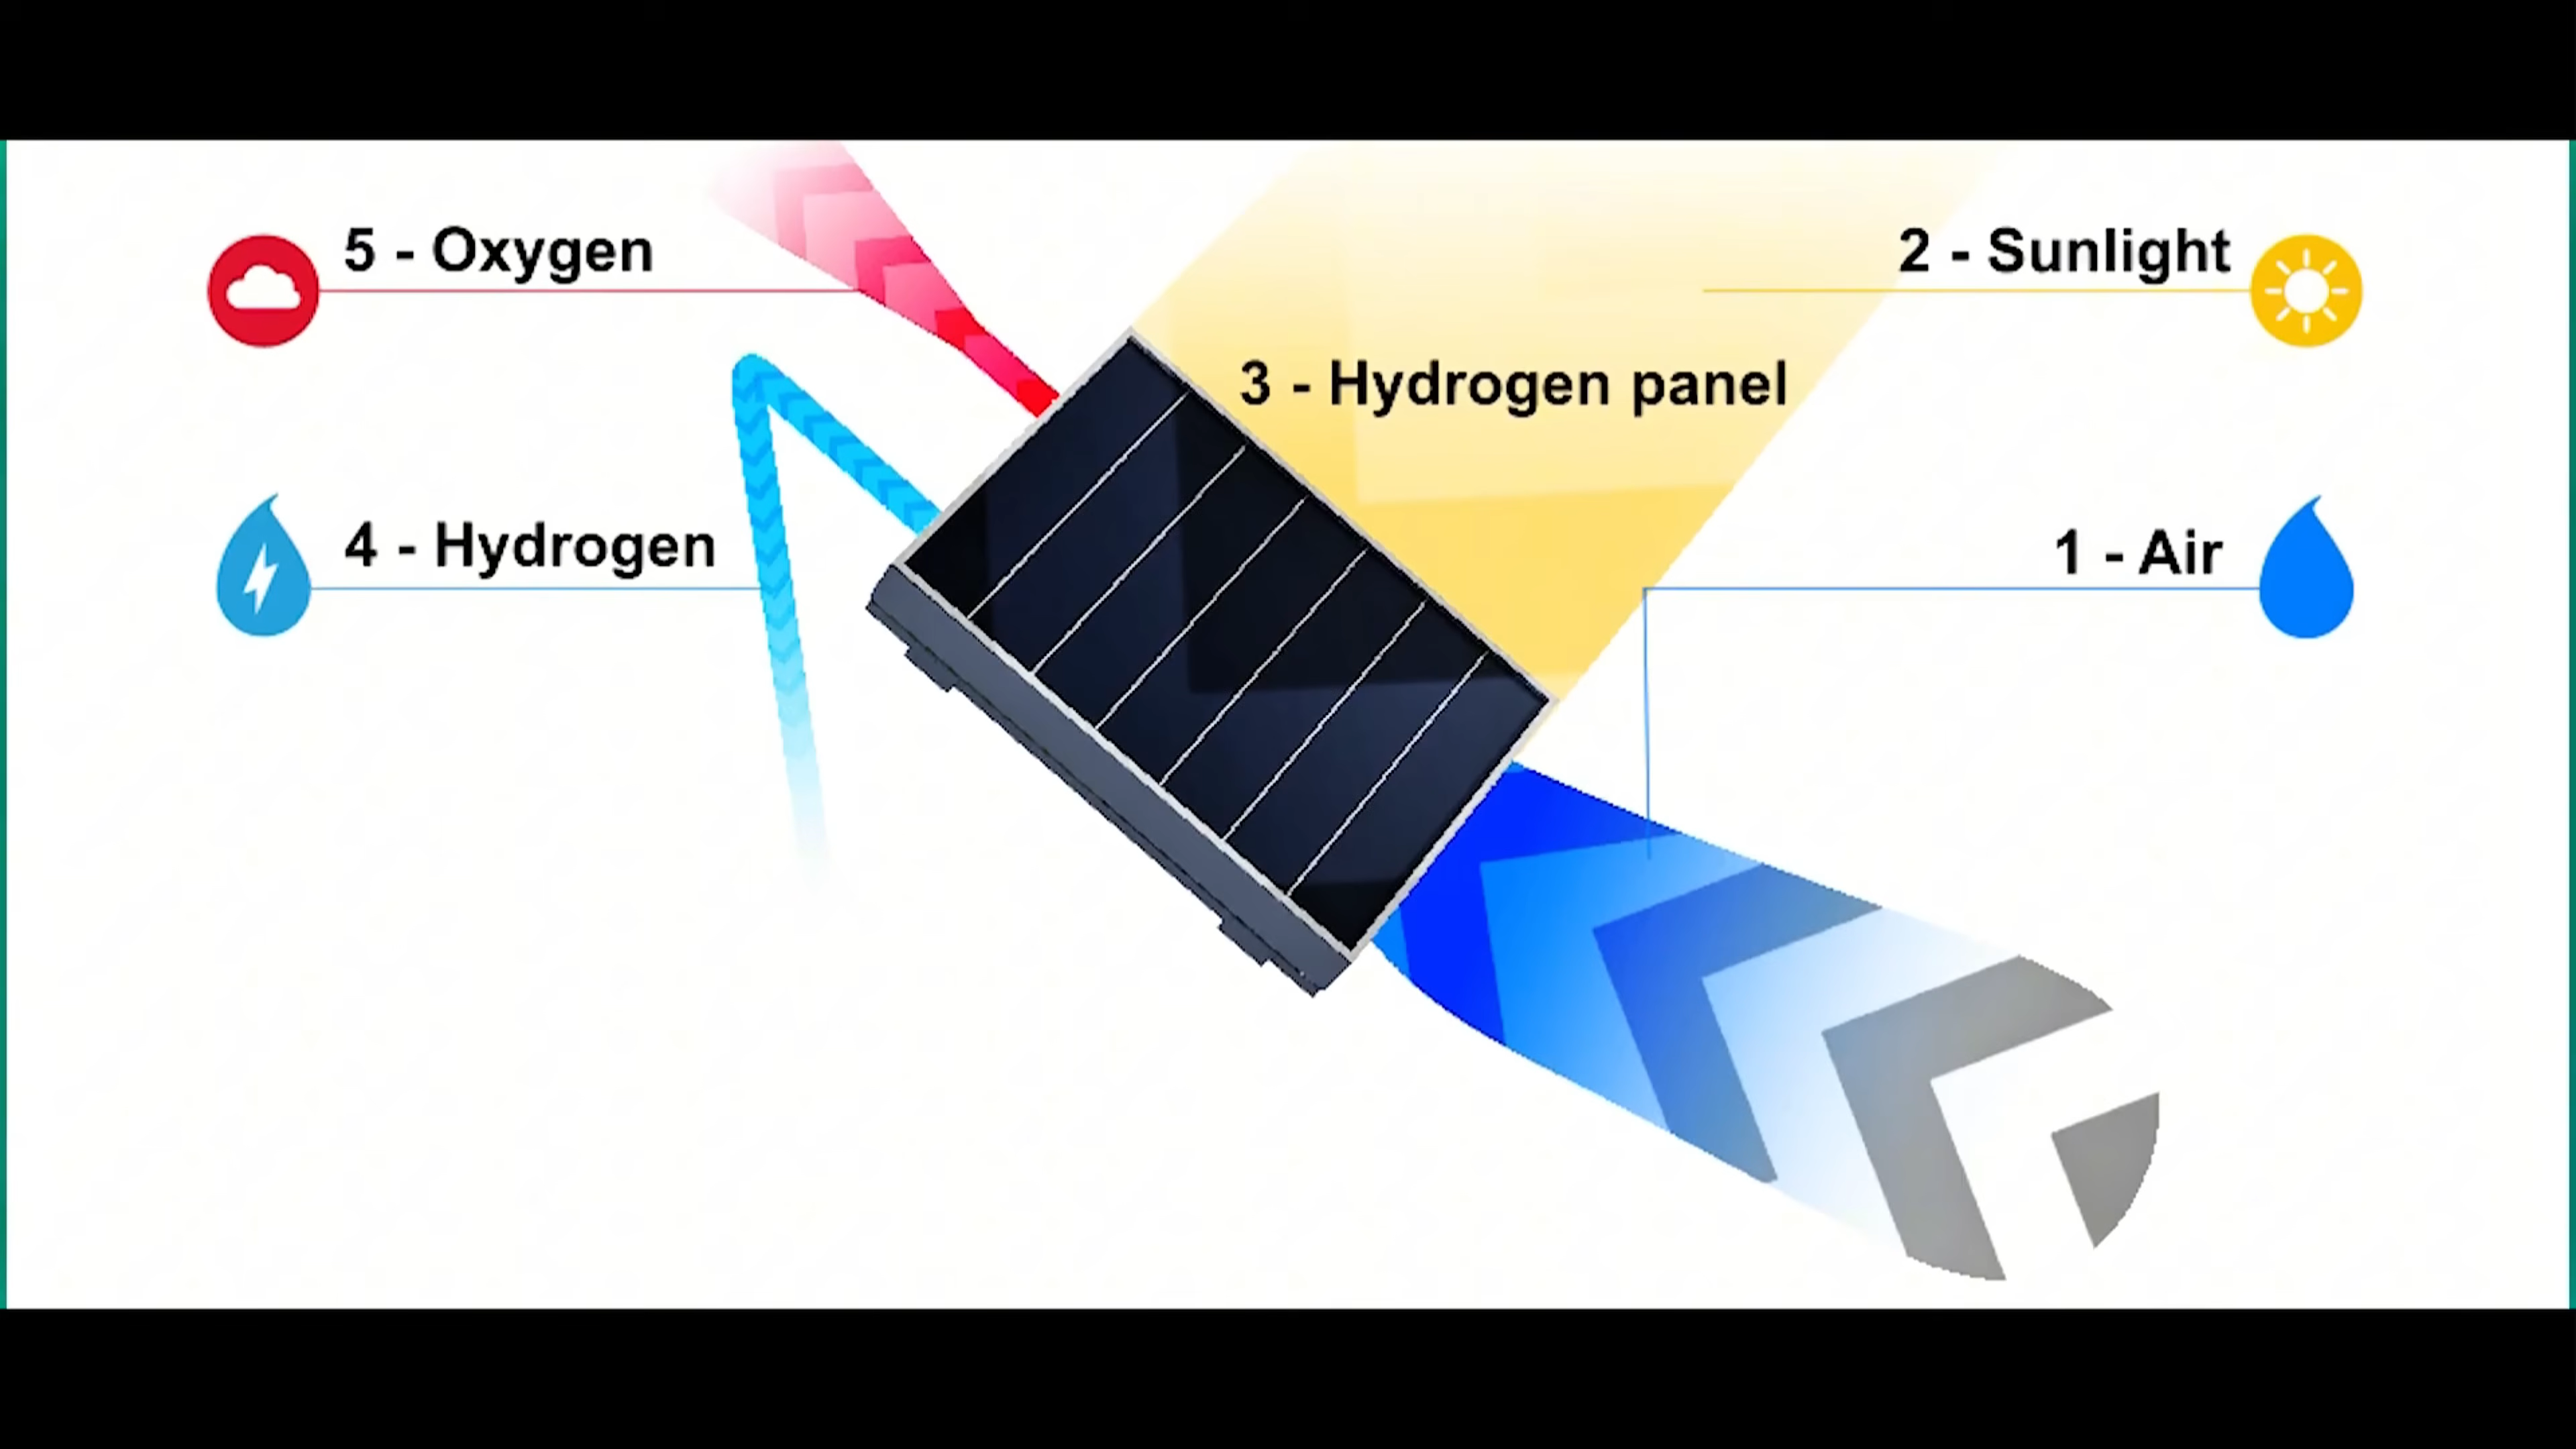 5 - Oxygen
2 - Sunlight
3 - Hydrogen panel
4 - Hydrogen
1 - Air